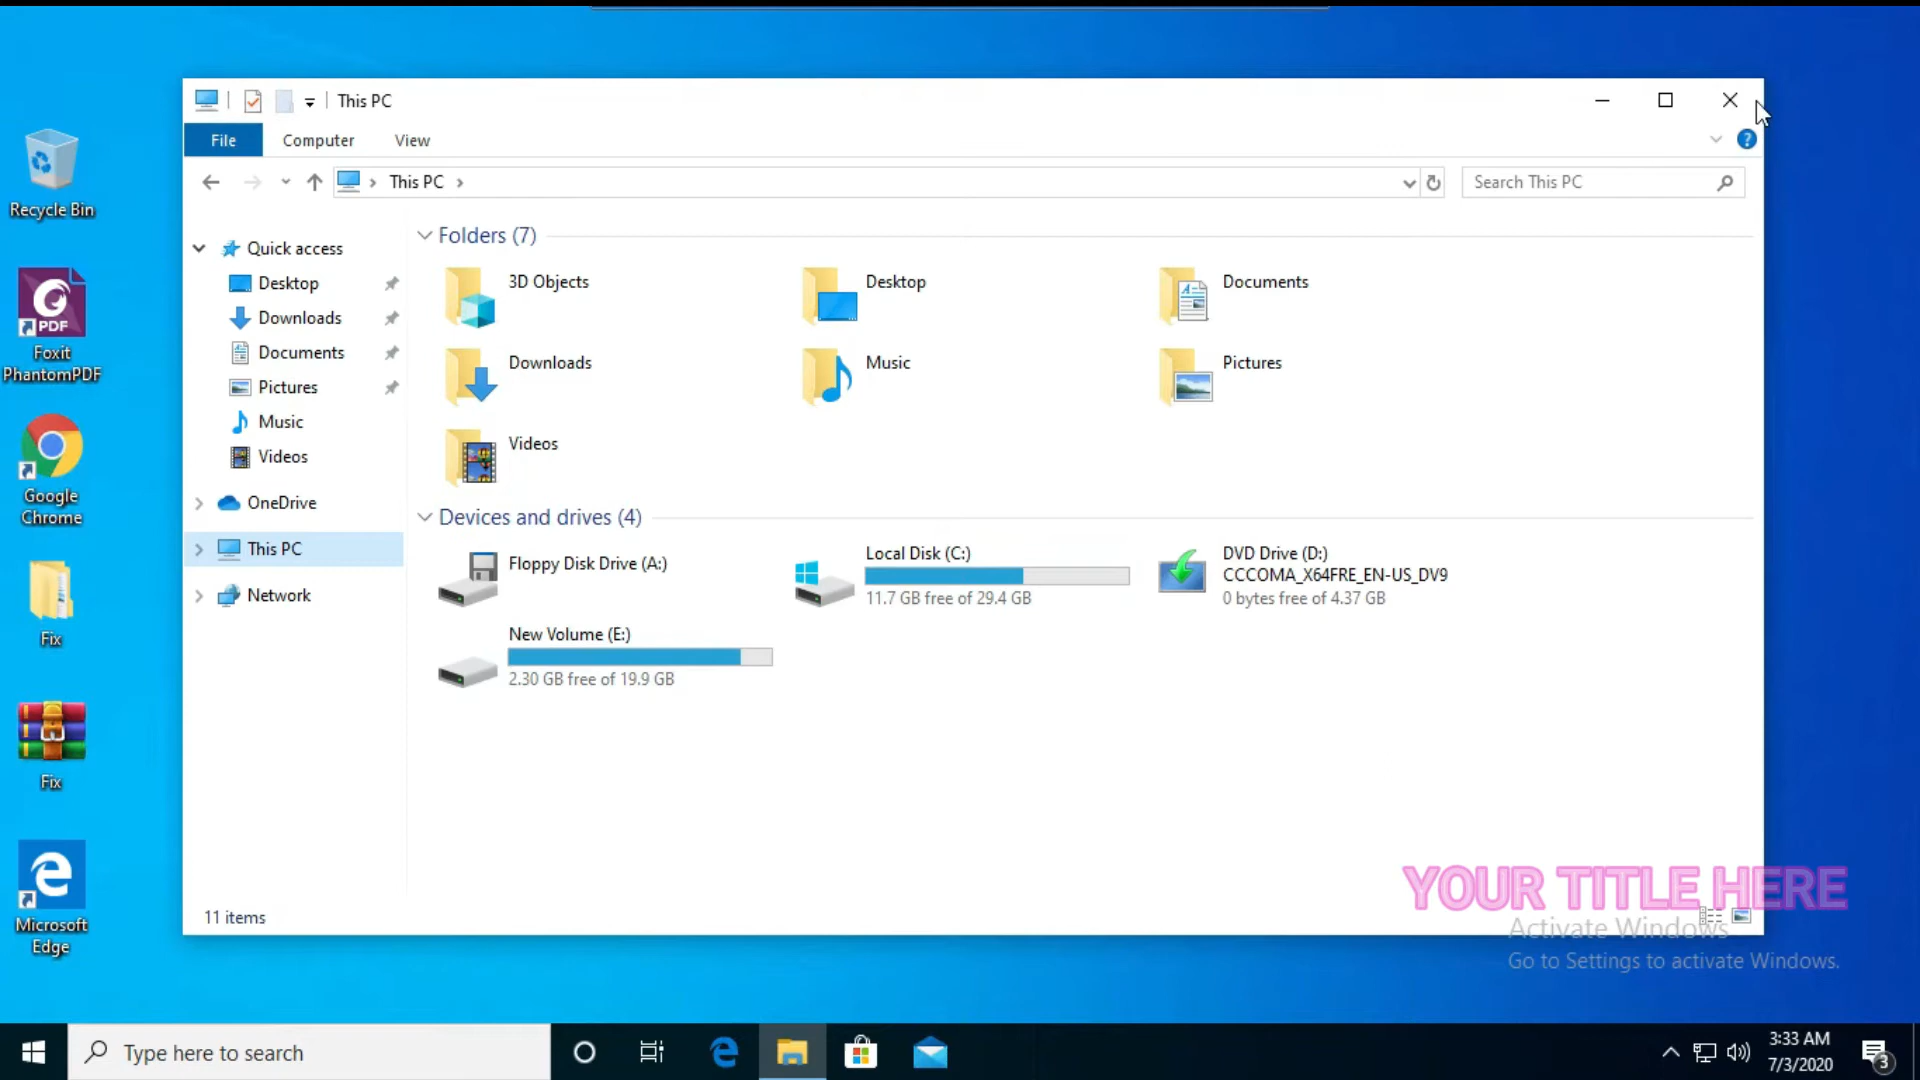 This PC
File
Computer
View
This PC
Search This PC
Recycle Bin
PDF
Foxit
PhantomPDF
Google
Chrome
Fix
Fix
Microsoft
Edge
Quick access
Desktop
Downloads
Documents
Pictures
Music
Videos
OneDrive
This PC
Network
Folders (7)
3D Objects
Desktop
Documents
Downloads
Music
Pictures
Videos
Devices and drives (4)
Floppy Disk Drive (A:)
Local Disk (C:)
11.7 GB free of 29.4 GB
DVD Drive (D:)
CCCOMA_X64FRE_EN-US_DV9
0 bytes free of 4.37 GB
New Volume (E:)
2.30 GB free of 19.9 GB
11 items
YOUR TITLE HERE
Activate Windows
Go to Settings to activate Windows.
Type here to search
3:33 AM
7/3/2020
3